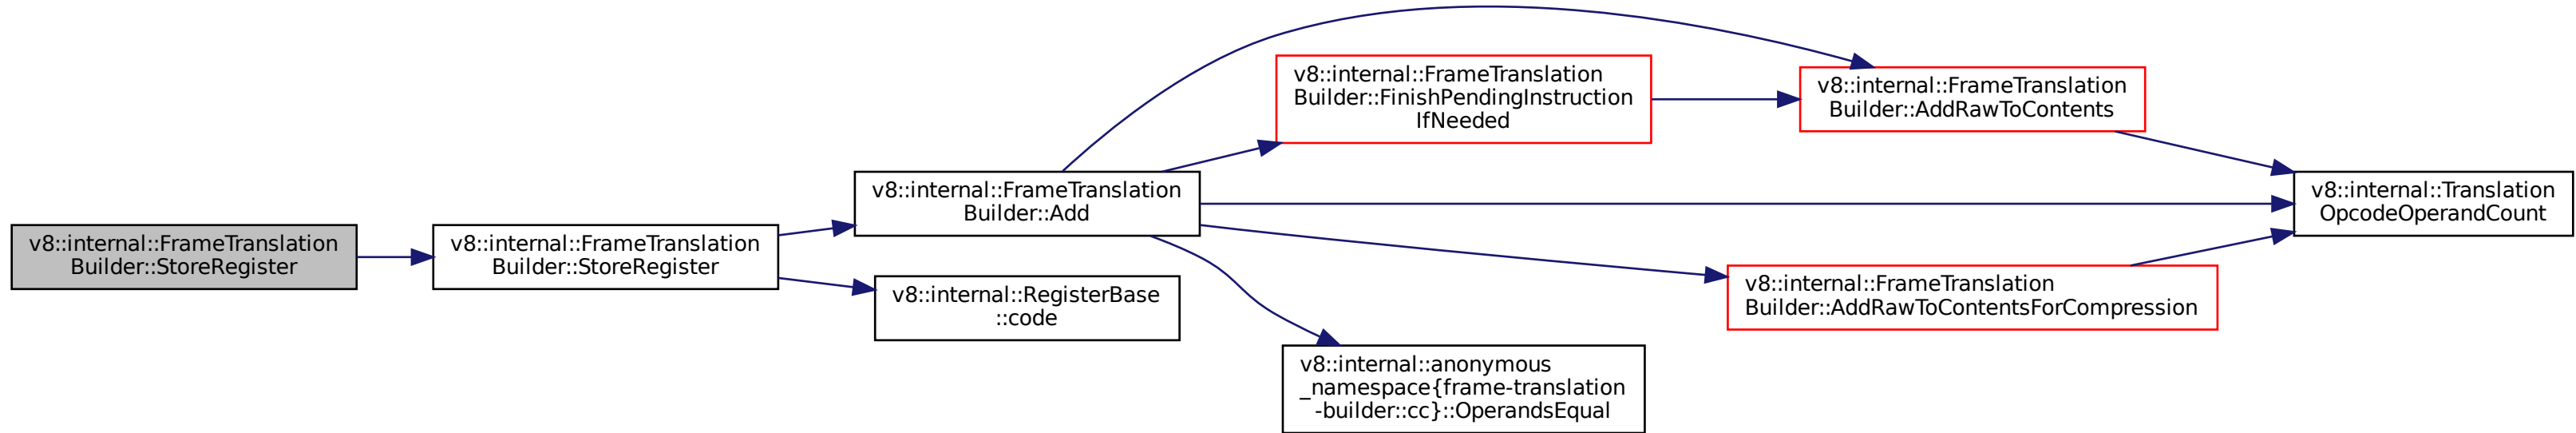 v8::internal::FrameTranslation
Builder::StoreRegister
v8::internal::FrameTranslation
Builder::StoreRegister
v8::internal::FrameTranslation
Builder::Add
v8::internal::RegisterBase
::code
v8::internal::FrameTranslation
Builder::FinishPendingInstruction
IfNeeded
v8::internal::anonymous
_namespace{frame-translation
-builder::cc}::OperandsEqual
v8::internal::FrameTranslation
Builder::AddRawToContents
v8::internal::FrameTranslation
Builder::AddRawToContentsForCompression
v8::internal::Translation
OpcodeOperandCount